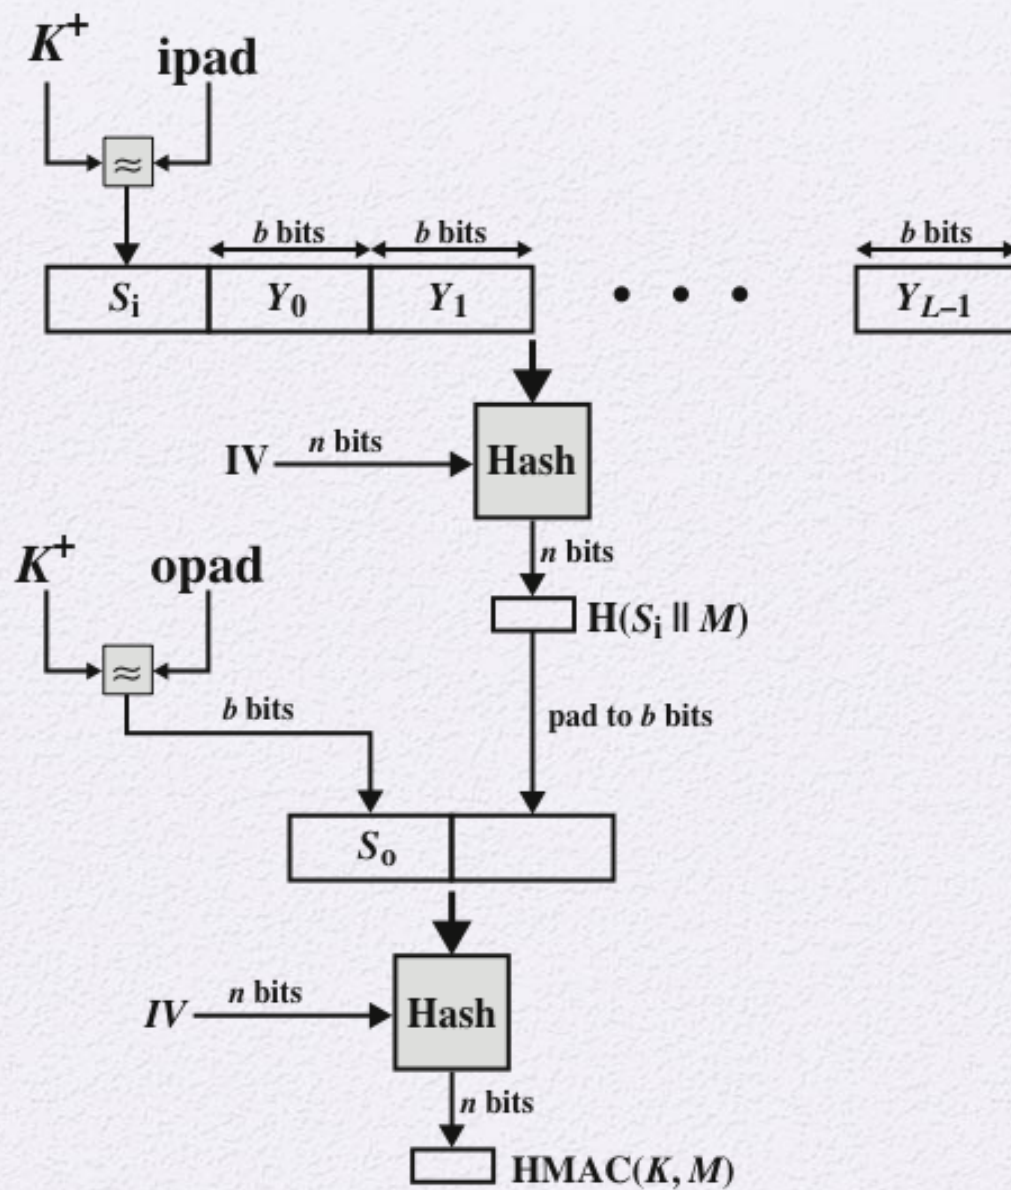 K+ ipad
≈
b bits b bits b bits
Si Y0 Y1 • • • YL–1
IV n bits Hash
n bits
K+ opad
H(Si || M)
≈
b bits pad to b bits
So
IV n bits Hash
n bits
HMAC(K, M)